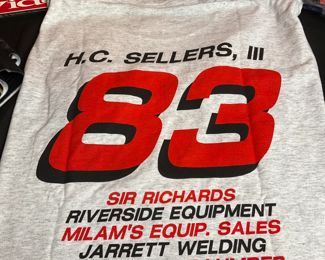 H.C. SELLERS, III
83
SIR RICHARDS
RIVERSIDE EQUIPMENT
MILAM'S EQUIP. SALES
JARRETT WELDING